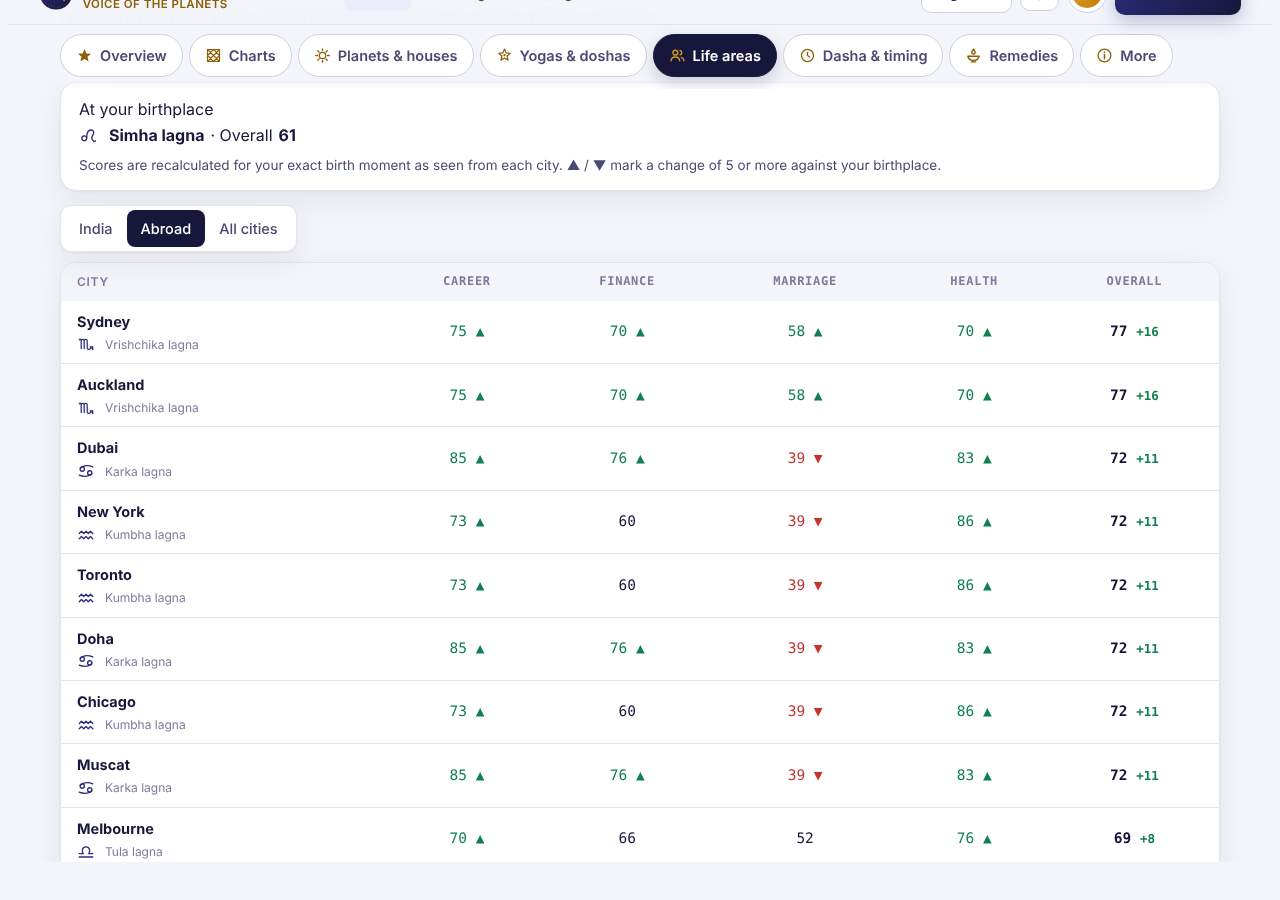 VOICE OF THE PLANETS
Overview
Charts
Planets & houses
Yogas & doshas
Life areas
Dasha & timing
Remedies
More
At your birthplace
Simha lagna · Overall 61
Scores are recalculated for your exact birth moment as seen from each city. ▲ / ▼ mark a change of 5 or more against your birthplace.
India Abroad All cities
CITY CAREER FINANCE MARRIAGE HEALTH OVERALL
Sydney
Vrishchika lagna
75 ▲ 70 ▲ 58 ▲ 70 ▲ 77 +16
Auckland
Vrishchika lagna
75 ▲ 70 ▲ 58 ▲ 70 ▲ 77 +16
Dubai
Karka lagna
85 ▲ 76 ▲ 39 ▼ 83 ▲ 72 +11
New York
Kumbha lagna
73 ▲ 60 39 ▼ 86 ▲ 72 +11
Toronto
Kumbha lagna
73 ▲ 60 39 ▼ 86 ▲ 72 +11
Doha
Karka lagna
85 ▲ 76 ▲ 39 ▼ 83 ▲ 72 +11
Chicago
Kumbha lagna
73 ▲ 60 39 ▼ 86 ▲ 72 +11
Muscat
Karka lagna
85 ▲ 76 ▲ 39 ▼ 83 ▲ 72 +11
Melbourne
Tula lagna
70 ▲ 66 52 76 ▲ 69 +8